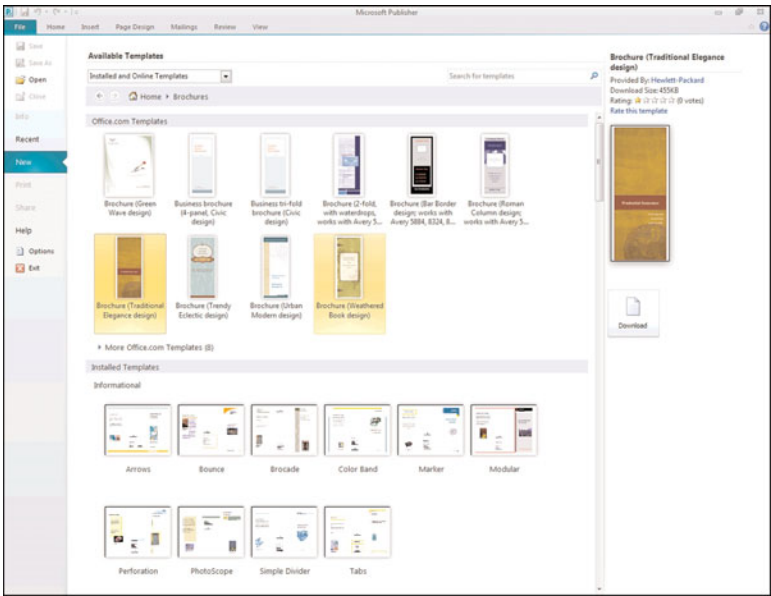 Microsoft Publisher
File Home Insert Page Design Mailings Review View
Save
Save As
Open
Close
Info
Recent
New
Print
Share
Help
Options
Exit
Available Templates
Installed and Online Templates
Search for templates
Home Brochures
Office.com Templates
Brochure (Green
Wave design)
Business brochure
(4-panel, Civic
design)
Business tri-fold
brochure (Civic
design)
Brochure (2-fold,
with waterdrops,
works with Avery 5...
Brochure (Bar Border
design; works with
Avery 5884, 8324, 8...
Brochure (Roman
Column design;
works with Avery 5...
Brochure (Traditional
Elegance design)
Brochure (Trendy
Eclectic design)
Brochure (Urban
Modern design)
Brochure (Weathered
Book design)
More Office.com Templates (8)
Installed Templates
Informational
Arrows
Bounce
Brocade
Color Band
Marker
Modular
Perforation
PhotoScope
Simple Divider
Tabs
Brochure (Traditional Elegance
design)
Provided By: Hewlett-Packard
Download Size: 455KB
Rating: (0 votes)
Rate this template
Download